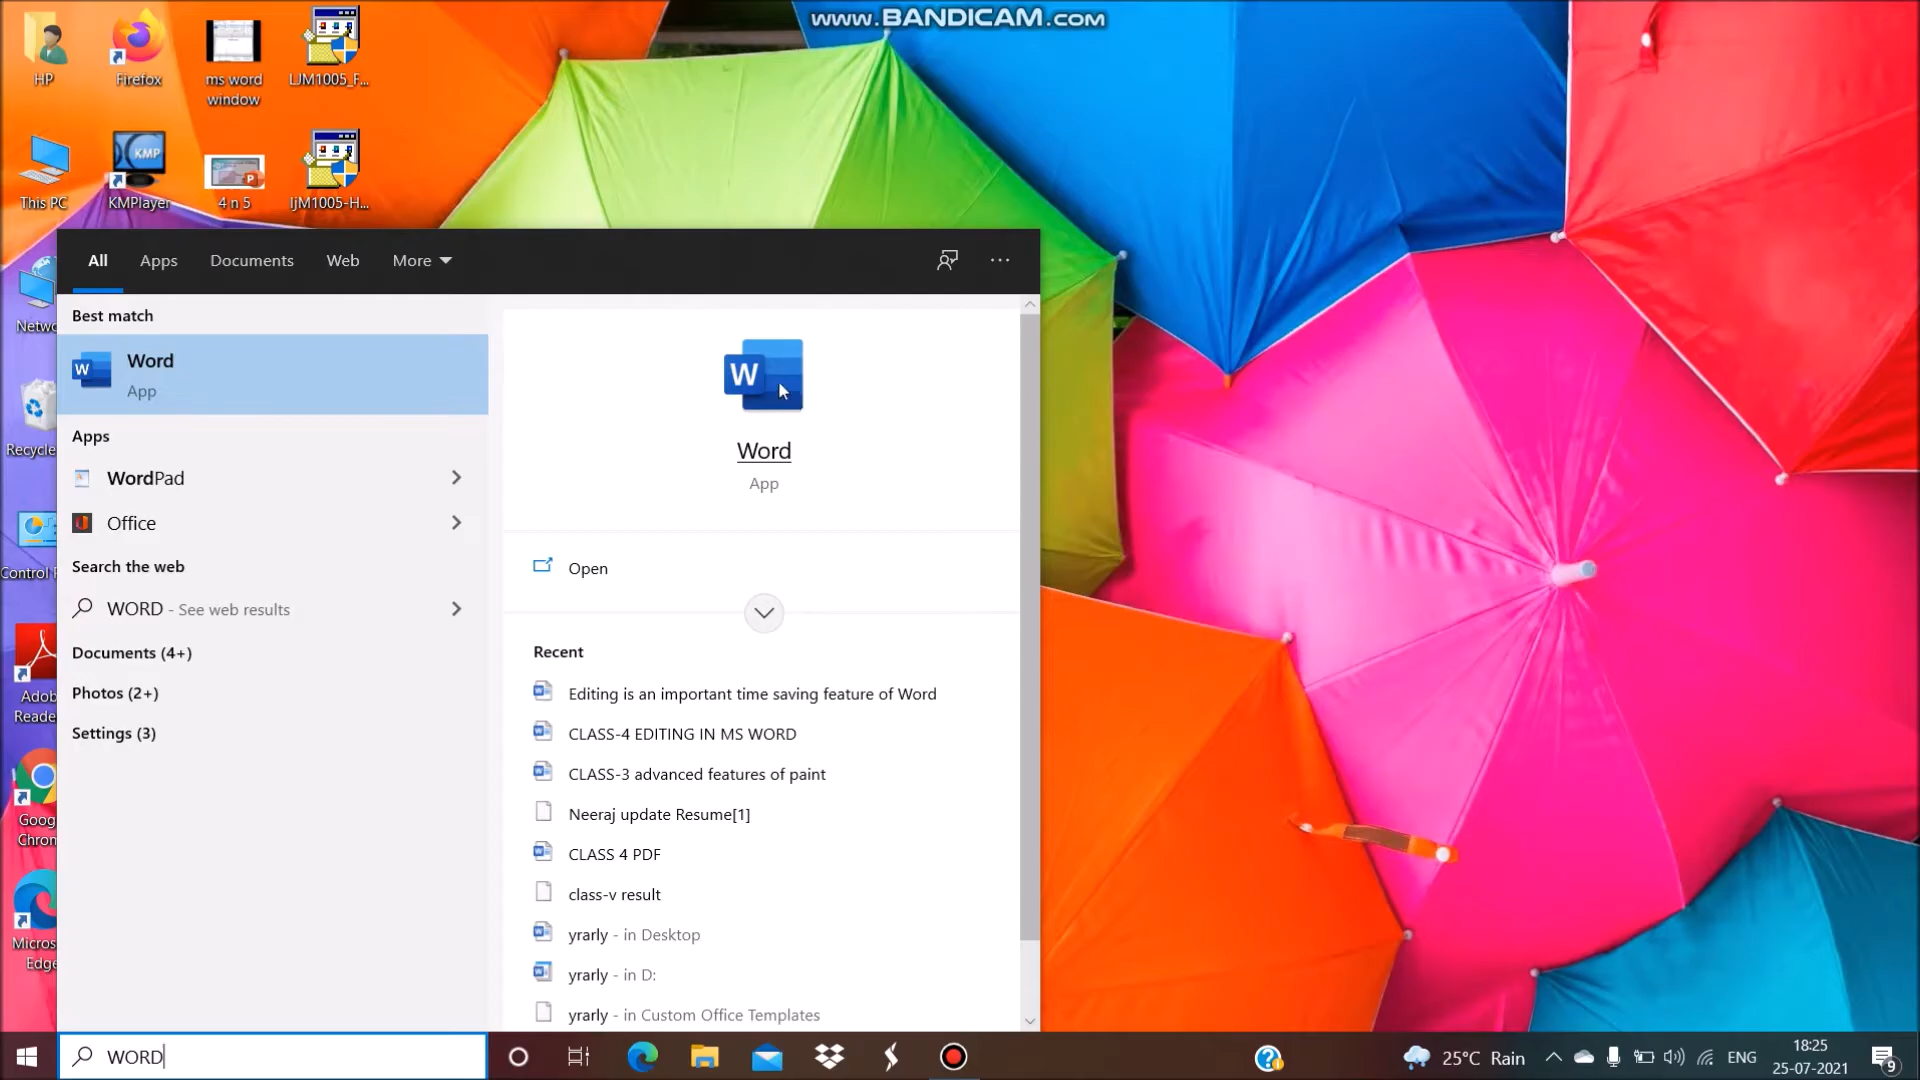 www.BANDICAM.com
HP
Firefox
ms word
window
LJM1005_F...
This PC
KMP
KMPlayer
P
4 n 5
ljM1005-H...
All
Apps
Documents
Web
More
Best match
W
Word
App
W
Word
App
Apps
WordPad
Office
Search the web
WORD - See web results
Documents (4+)
Photos (2+)
Settings (3)
Open
Recent
Editing is an important time saving feature of Word
CLASS-4 EDITING IN MS WORD
CLASS-3 advanced features of paint
Neeraj update Resume[1]
CLASS 4 PDF
class-v result
yrarly - in Desktop
yrarly - in D:
yrarly - in Custom Office Templates
Netwo
Recycle
Control P
Adob
Reade
Goog
Chron
Micros
Edge
WORD
25°C Rain
ENG
18:25
25-07-2021
9